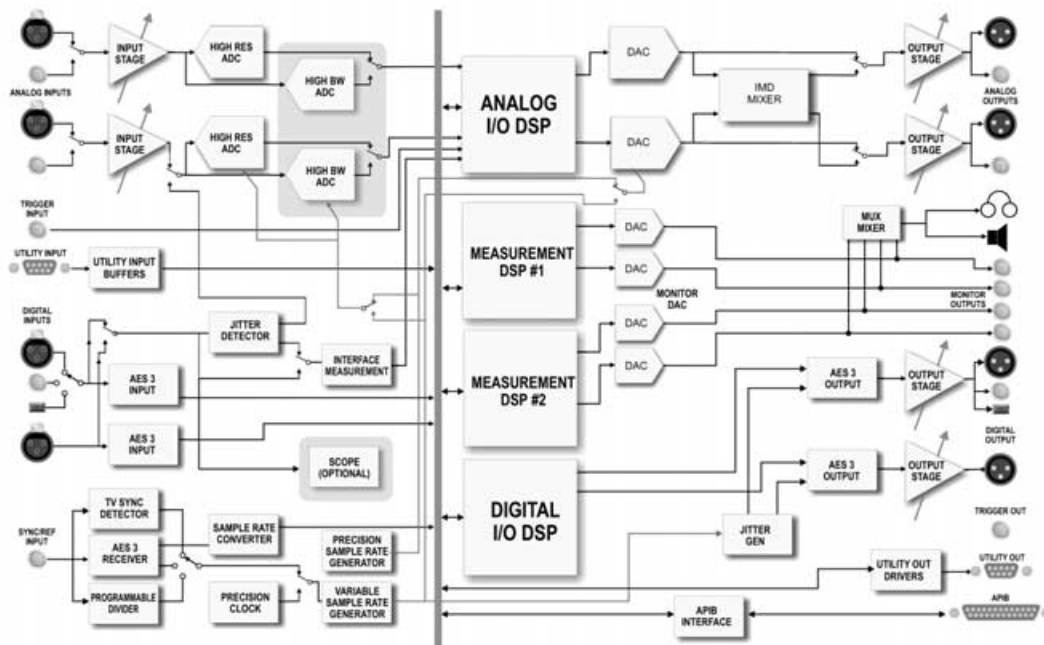 INPUT
STAGE
HIGH RES
ADC
HIGH BW
ADC
ANALOG INPUTS
INPUT
STAGE
HIGH RES
ADC
HIGH BW
ADC
TRIGGER
INPUT
UTILITY INPUT
UTILITY INPUT
BUFFERS
DIGITAL
INPUTS
JITTER
DETECTOR
INTERFACE
MEASUREMENT
AES 3
INPUT
AES 3
INPUT
SCOPE
(OPTIONAL)
TV SYNC
DETECTOR
SYNC/REF
INPUT
AES 3
RECEIVER
SAMPLE RATE
CONVERTER
PRECISION
SAMPLE RATE
GENERATOR
PROGRAMMABLE
DIVIDER
PRECISION
CLOCK
VARIABLE
SAMPLE RATE
GENERATOR
ANALOG
I/O DSP
DAC
DAC
IMD
MIXER
OUTPUT
STAGE
ANALOG
OUTPUTS
OUTPUT
STAGE
MEASUREMENT
DSP #1
DAC
DAC
MONITOR
DAC
MUX
MIXER
MONITOR
OUTPUTS
MEASUREMENT
DSP #2
DAC
DAC
AES 3
OUTPUT
OUTPUT
STAGE
DIGITAL
OUTPUT
DIGITAL
I/O DSP
AES 3
OUTPUT
OUTPUT
STAGE
JITTER
GEN
TRIGGER OUT
UTILITY OUT
DRIVERS
UTILITY OUT
APIB
INTERFACE
APIB